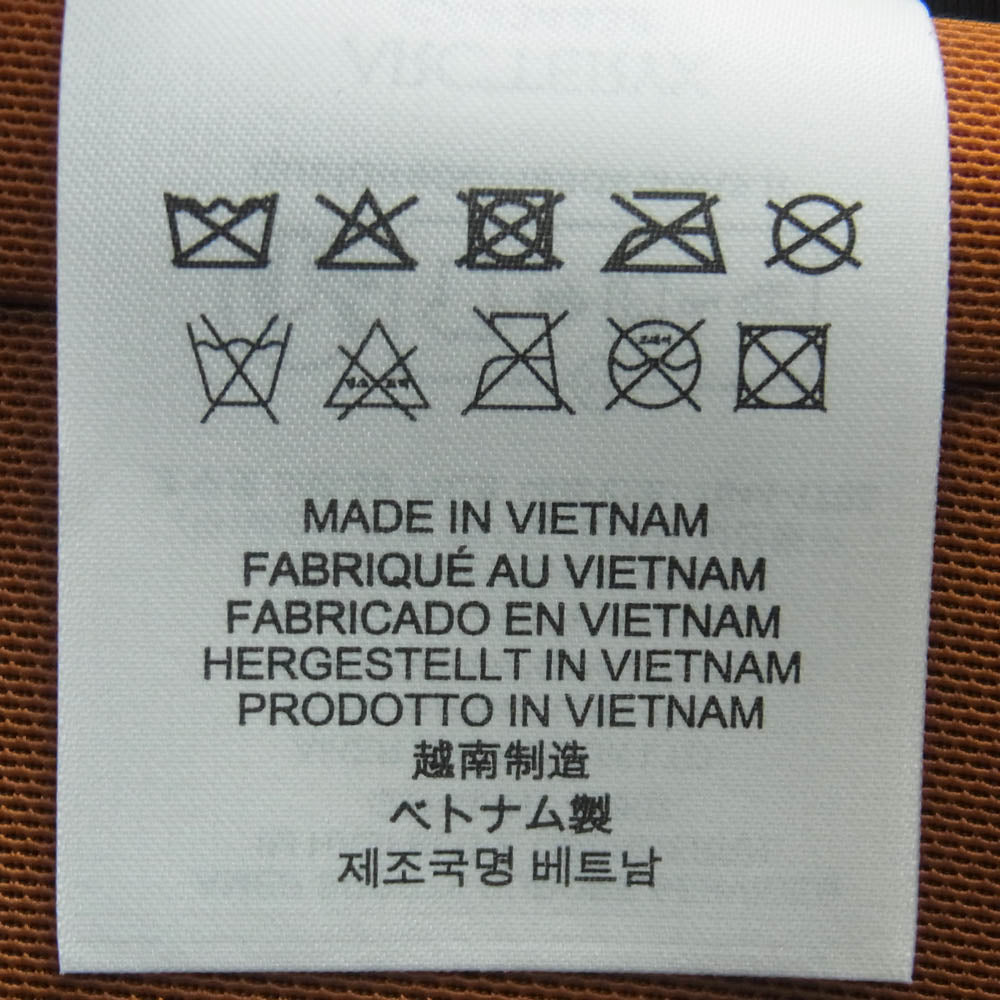 MADE IN VIETNAM
FABRIQUÉ AU VIETNAM
FABRICADO EN VIETNAM
HERGESTELLT IN VIETNAM
PRODOTTO IN VIETNAM
越南制造
ベトナム製
제조국명 베트남